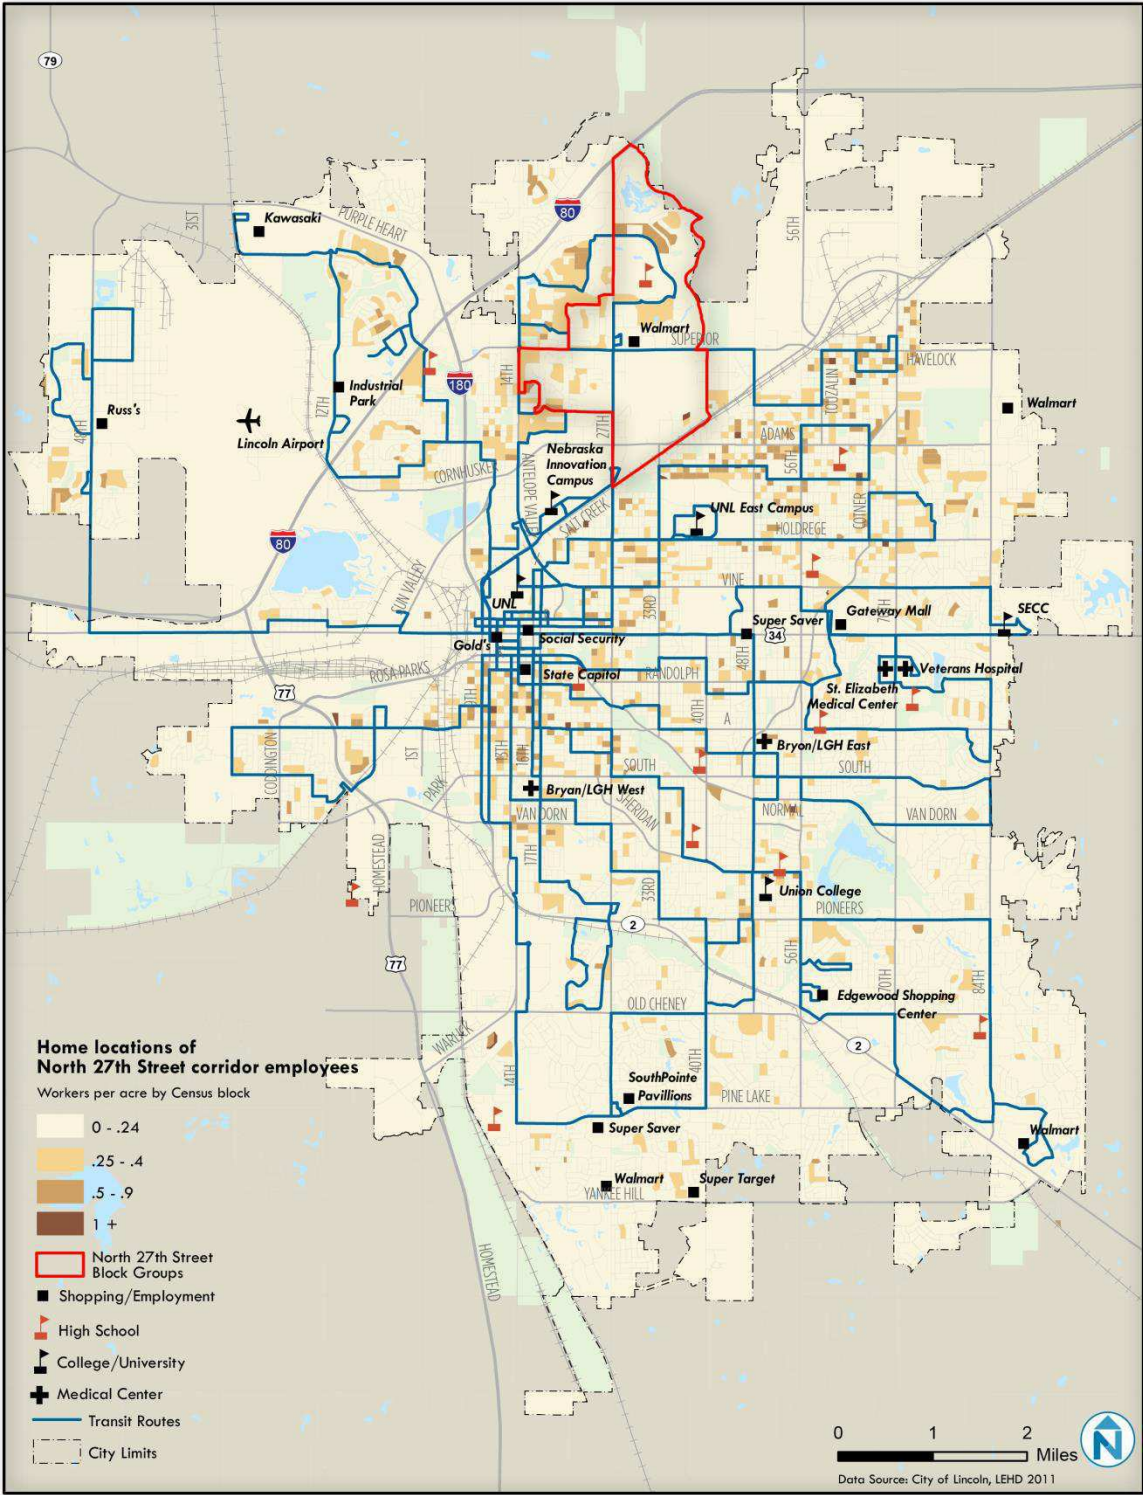 79
56TH
31ST
Kawasaki
PURPLE HEART
80
Walmart
SUPERIOR
HAVELOCK
14TH
180
Industrial
Park
12TH
TOUZALIN
Walmart
Russ's
48TH
Lincoln Airport
27TH
ADAMS
56TH
Nebraska
Innovation
Campus
CORNHUSKER
ANTELOPE VALLEY
SALT CREEK
UNL East Campus
HOLDREGE
COTNER
80
SUN VALLEY
VINE
UNL
33RD
Gateway Mall
70TH
SECC
Super Saver
34
Gold's
Social Security
48TH
ROSA PARKS
State Capitol
RANDOLPH
Veterans Hospital
St. Elizabeth
Medical Center
77
9TH
40TH
A
Bryon/LGH East
CODDINGTON
1ST
13TH
16TH
SOUTH
SOUTH
PARK
Bryan/LGH West
SHERIDAN
VAN DORN
NORMAL
VAN DORN
HOMESTEAD
17TH
33RD
Union College
PIONEERS
PIONEERS
2
77
56TH
70TH
84TH
OLD CHENEY
Edgewood Shopping
Center
WARLICK
2
14TH
40TH
SouthPointe
Pavillions
PINE LAKE
Super Saver
Walmart
Walmart
Super Target
YANKEE HILL
HOMESTEAD
Home locations of
North 27th Street corridor employees
Workers per acre by Census block
0 - .24
.25 - .4
.5 - .9
1 +
North 27th Street
Block Groups
Shopping/Employment
High School
College/University
Medical Center
Transit Routes
City Limits
0 1 2
Miles
N
Data Source: City of Lincoln, LEHD 2011